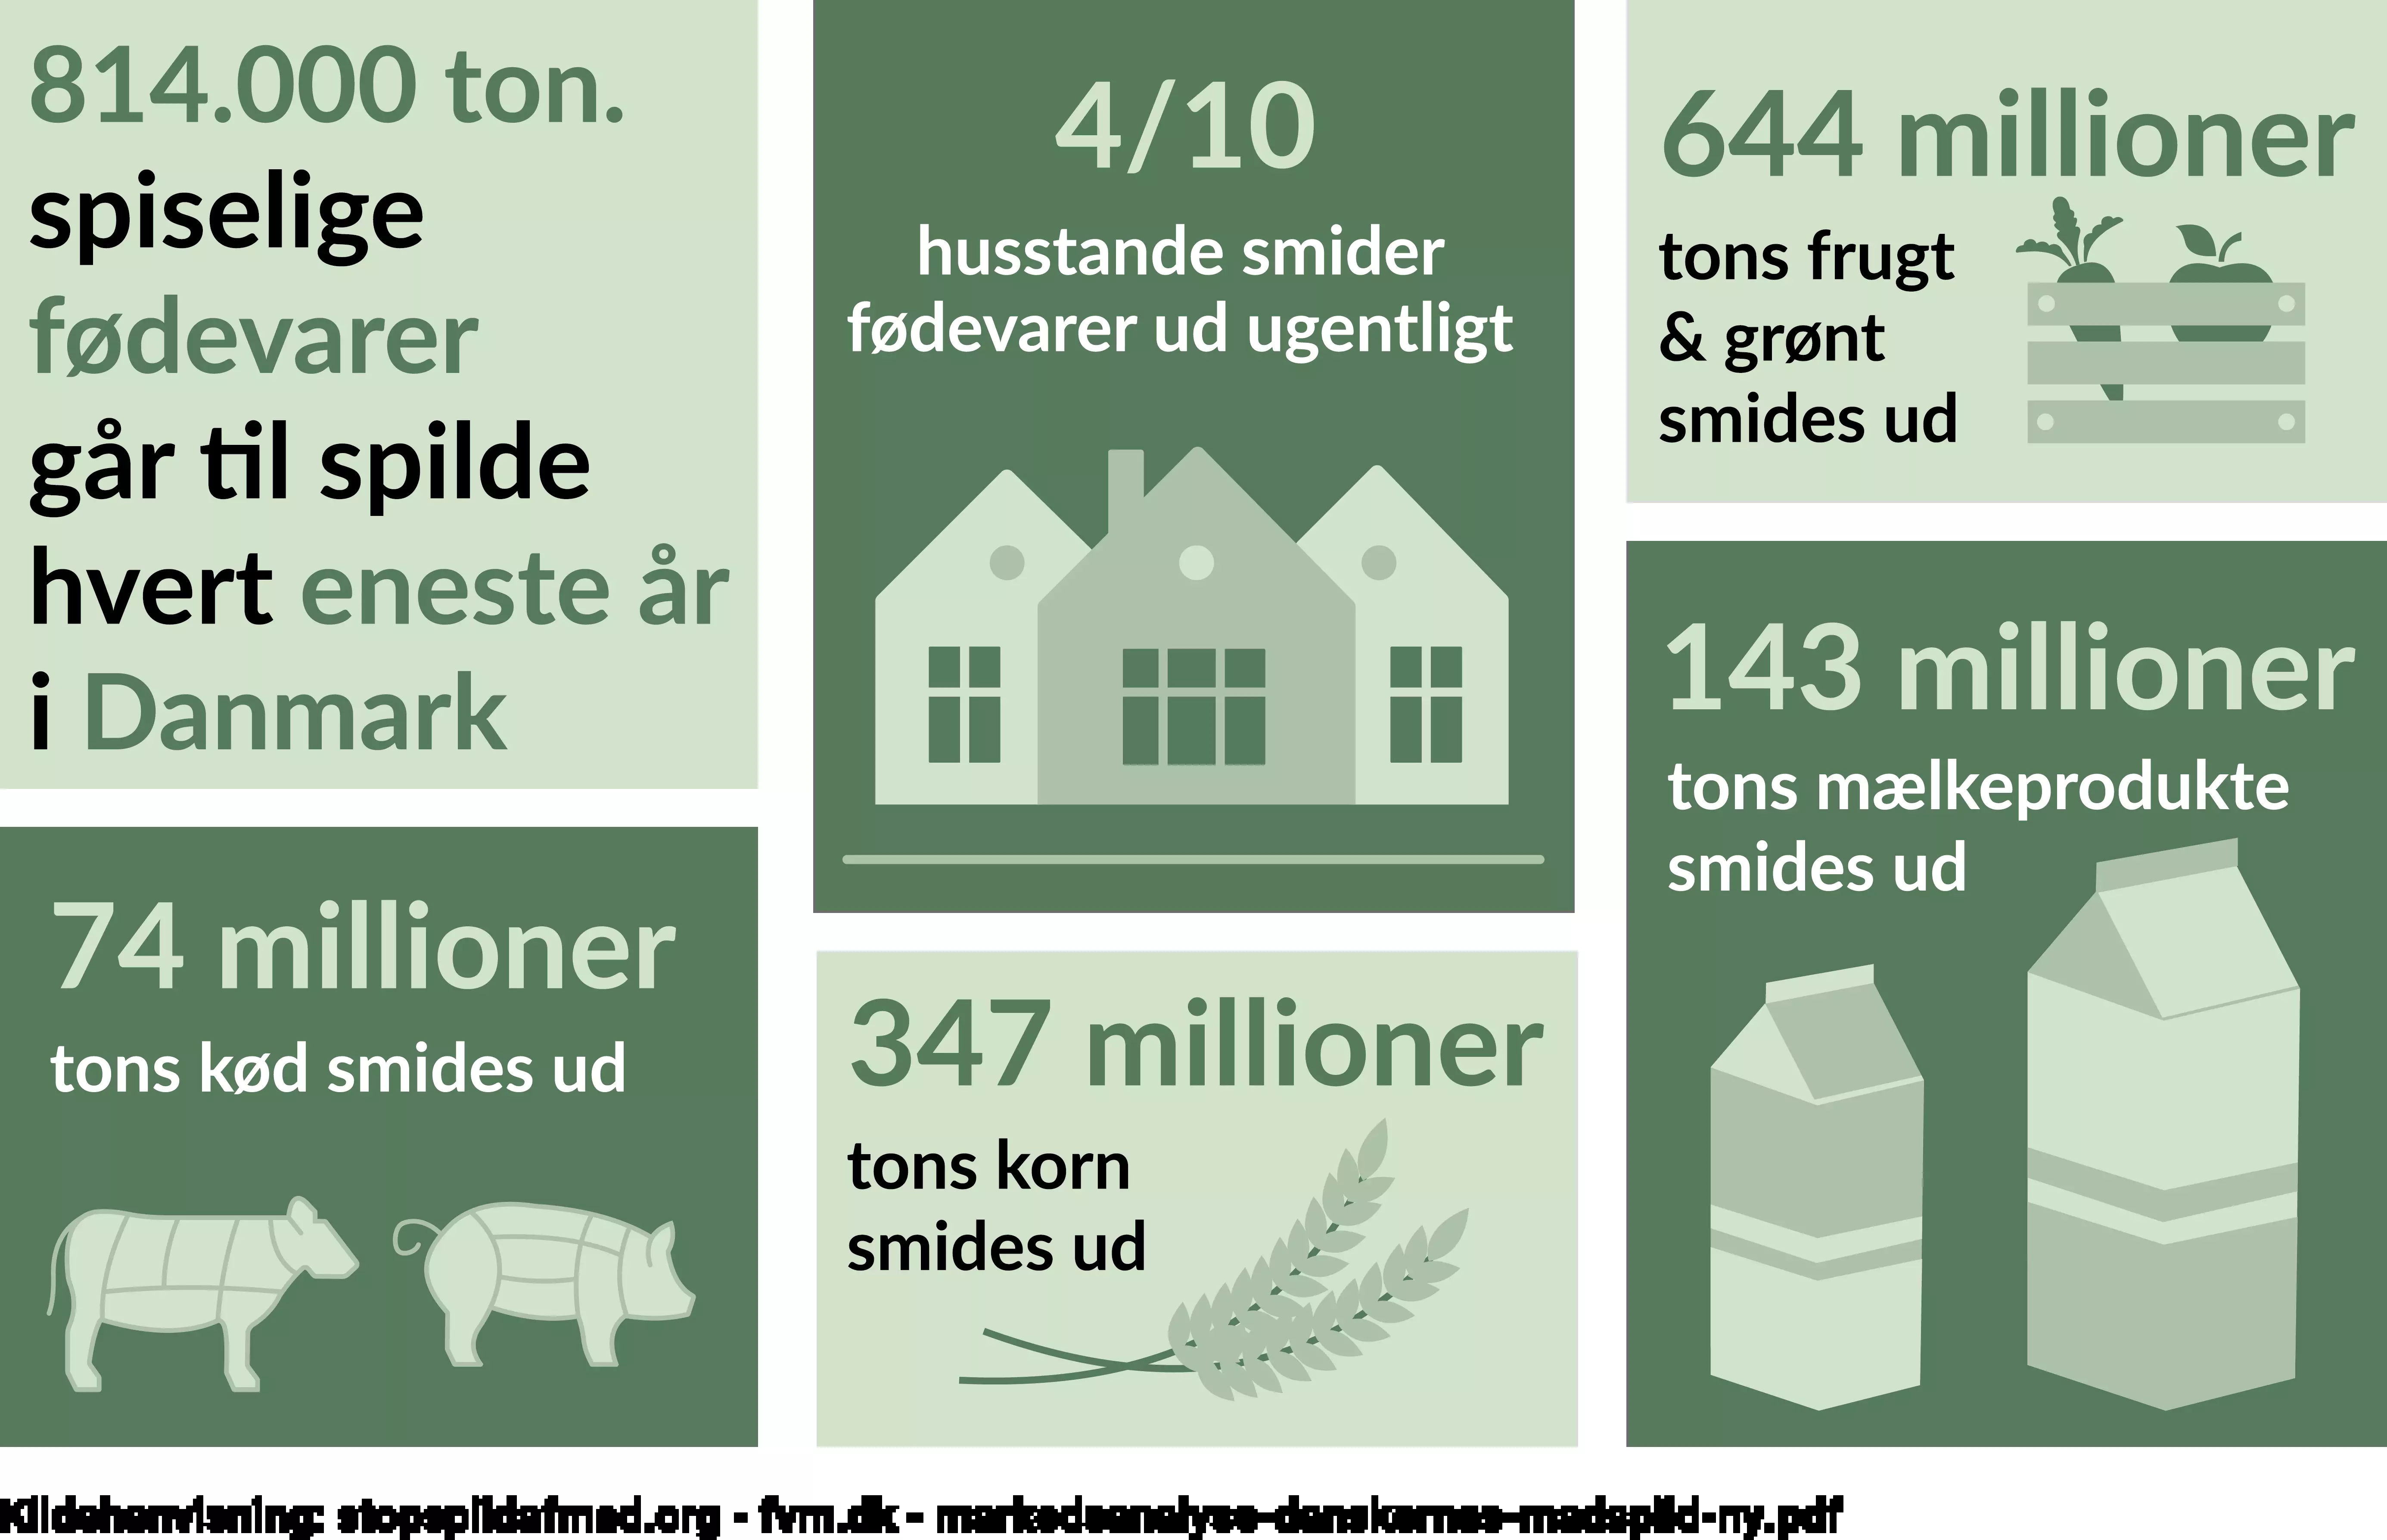 814.000 ton.
spiselige
fødevarer
går til spilde
hvert eneste år
i Danmark
74 millioner
tons kød smides ud
4/10
husstande smider
fødevarer ud ugentligt
347 millioner
tons korn
smides ud
644 millioner
tons frugt
& grønt
smides ud
143 millioner
tons mælkeprodukte
smides ud
Kildehenvisning: stopspildafmad.org - fvm.dk - markedsanalyse-danskernes-madspild-ny.pdf